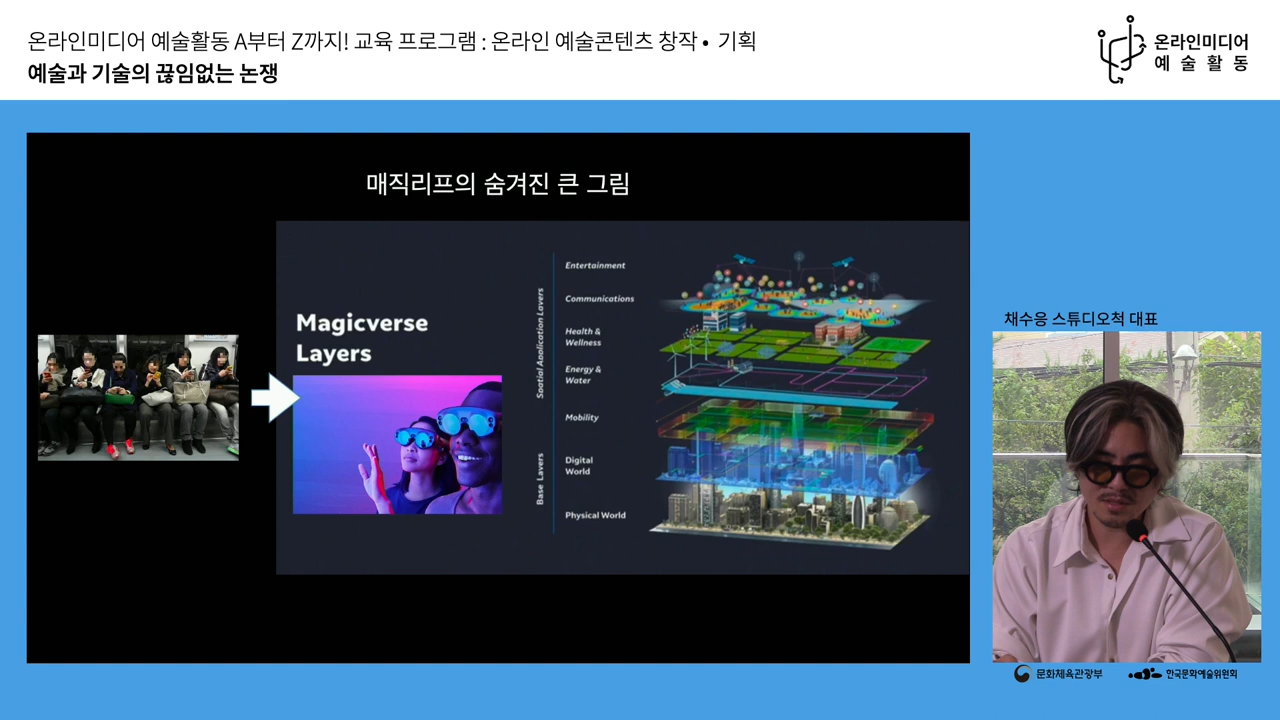 온라인미디어 예술활동 A부터 Z까지! 교육 프로그램 : 온라인 예술콘텐츠 창작 • 기획
예술과 기술의 끊임없는 논쟁
온라인미디어
예술활동
매직리프의 숨겨진 큰 그림
Magicverse
Layers
Spatial Application Layers
Base Layers
Entertainment
Communications
Health &
Wellness
Energy &
Water
Mobility
Digital
World
Physical World
채수응 스튜디오척 대표
문화체육관광부
한국문화예술위원회